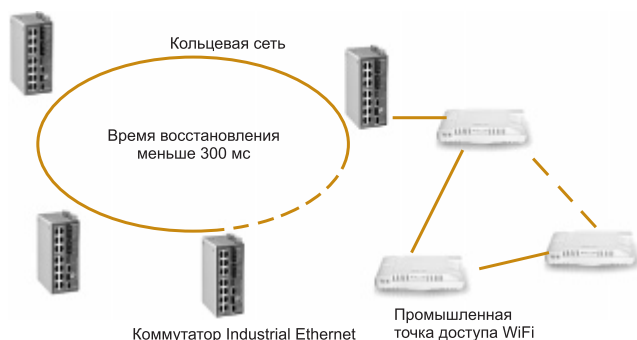 Кольцевая сеть
Время восстановления
меньше 300 мс
Промышленная
точка доступа WiFi
Коммутатор Industrial Ethernet